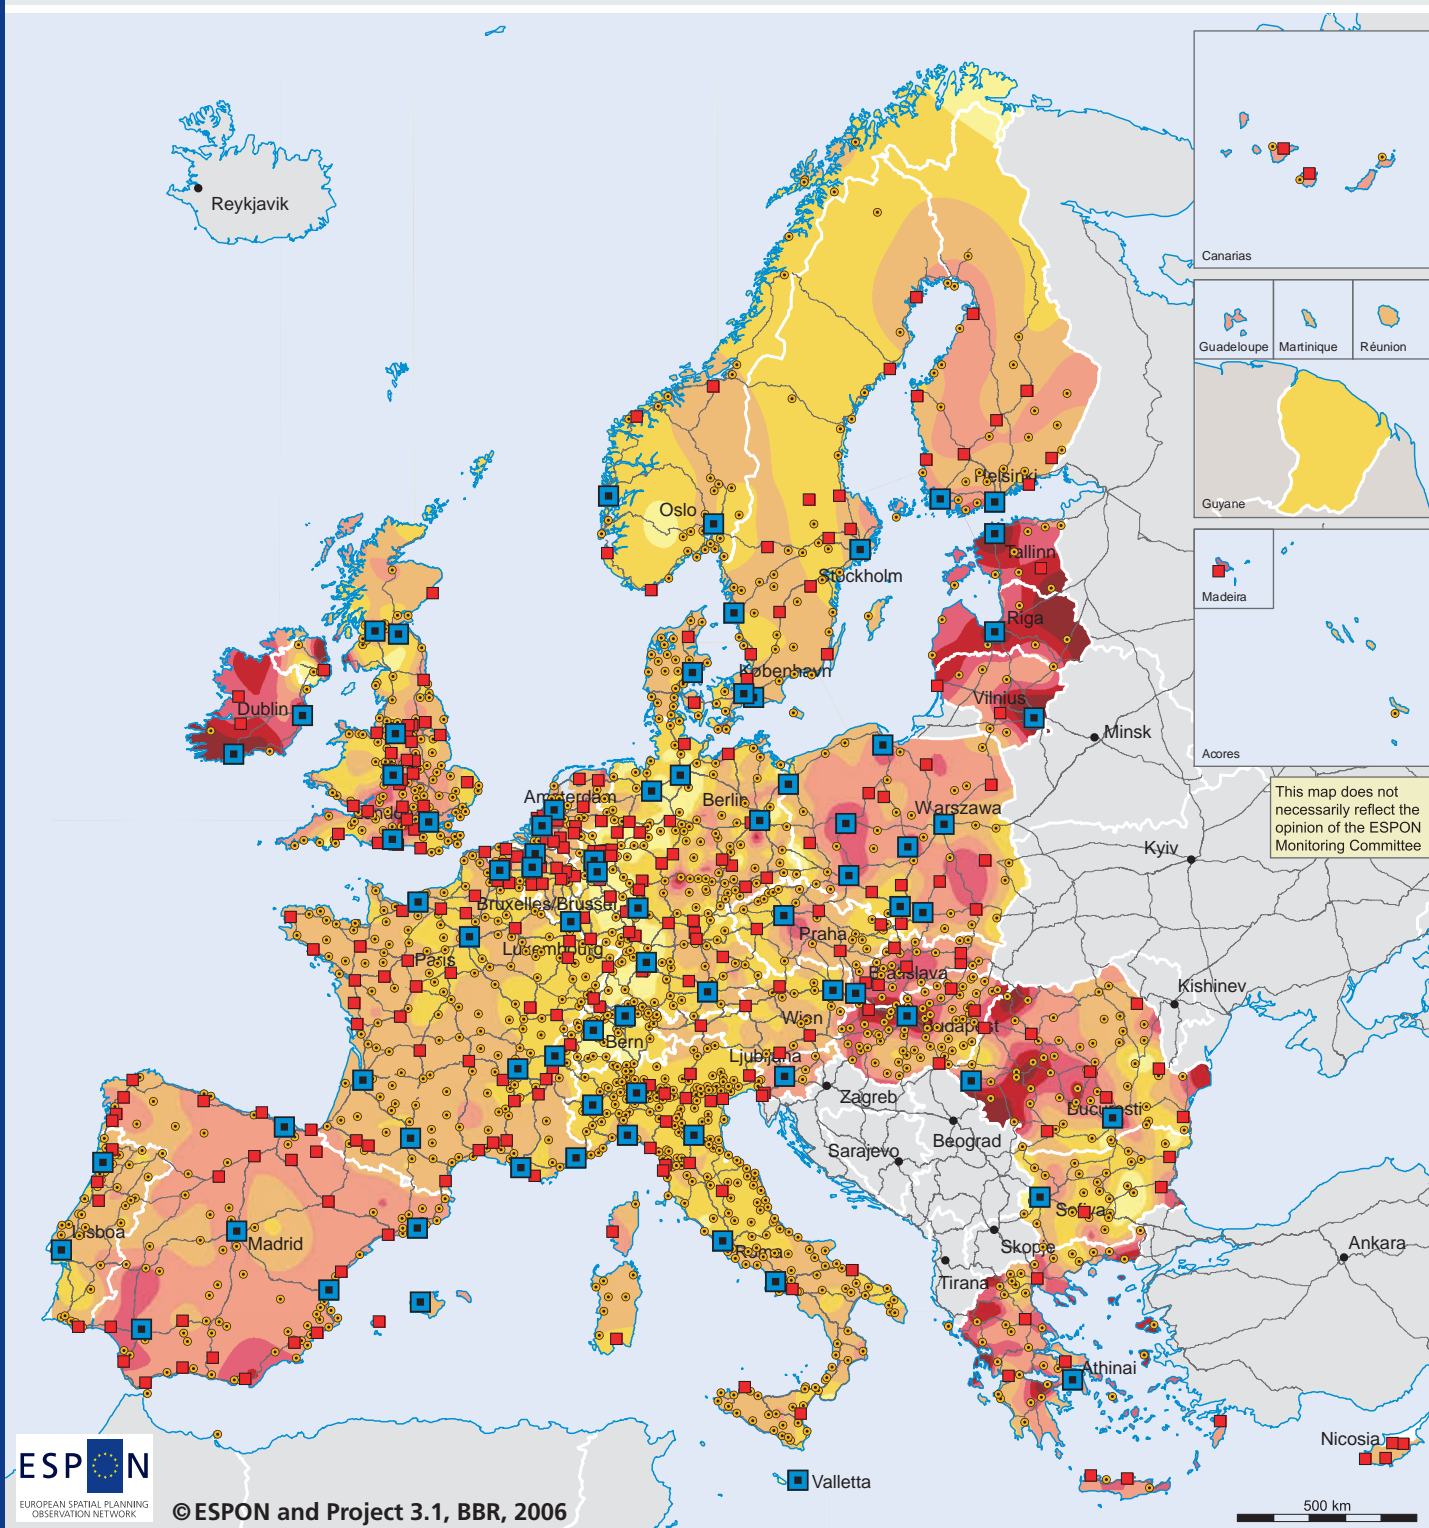 Reykjavik
Canarias
Guadeloupe
Martinique
Réunion
Guyane
Madeira
Acores
This map does not
necessarily reflect the
opinion of the ESPON
Monitoring Committee
Helsinki
Oslo
Tallinn
Stockholm
Riga
København
Vilnius
Dublin
Minsk
Amsterdam
Berlin
Warszawa
London
Kyiv
Bruxelles/Brussel
Praha
Luxembourg
Paris
Bratislava
Kishinev
Wien
Budapest
Bern
Ljubljana
Zagreb
Bucuresti
Beograd
Sarajevo
Sofiya
Lisboa
Madrid
Roma
Skopje
Ankara
Tirana
Athinai
Nicosia
Valletta
ESPON
EUROPEAN SPATIAL PLANNING
OBSERVATION NETWORK
© ESPON and Project 3.1, BBR, 2006
500 km